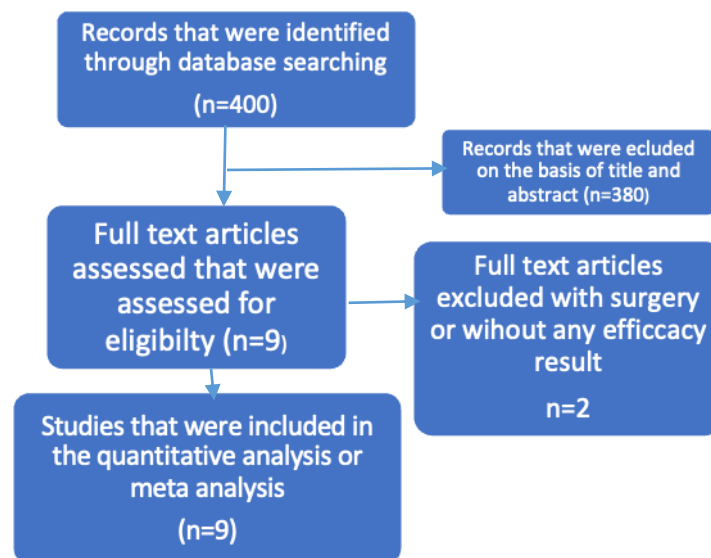 Records that were identified
through database searching
(n=400)
Records that were ecluded
on the basis of title and
abstract (n=380)
Full text articles
assessed that were
assessed for
eligibilty (n=9)
Full text articles
excluded with surgery
or wihout any efficcacy
result
n=2
Studies that were included in
the quantitative analysis or
meta analysis
(n=9)